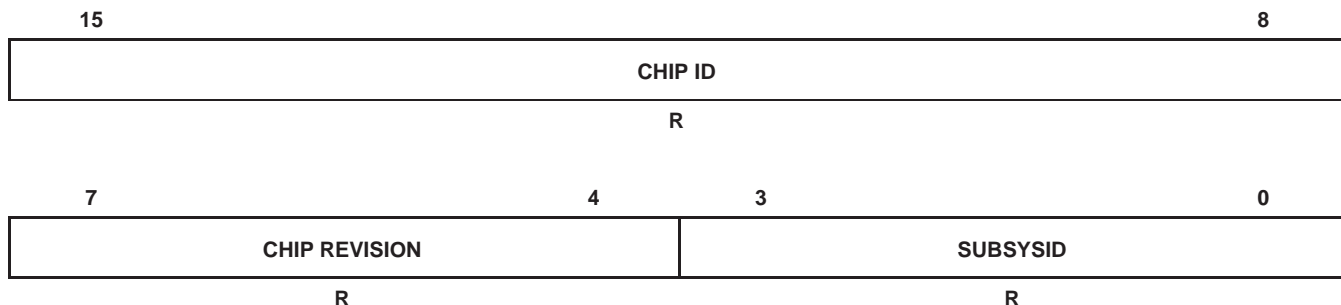 15 8
CHIP ID
R
7 4 3 0
CHIP REVISION SUBSYSID
R R